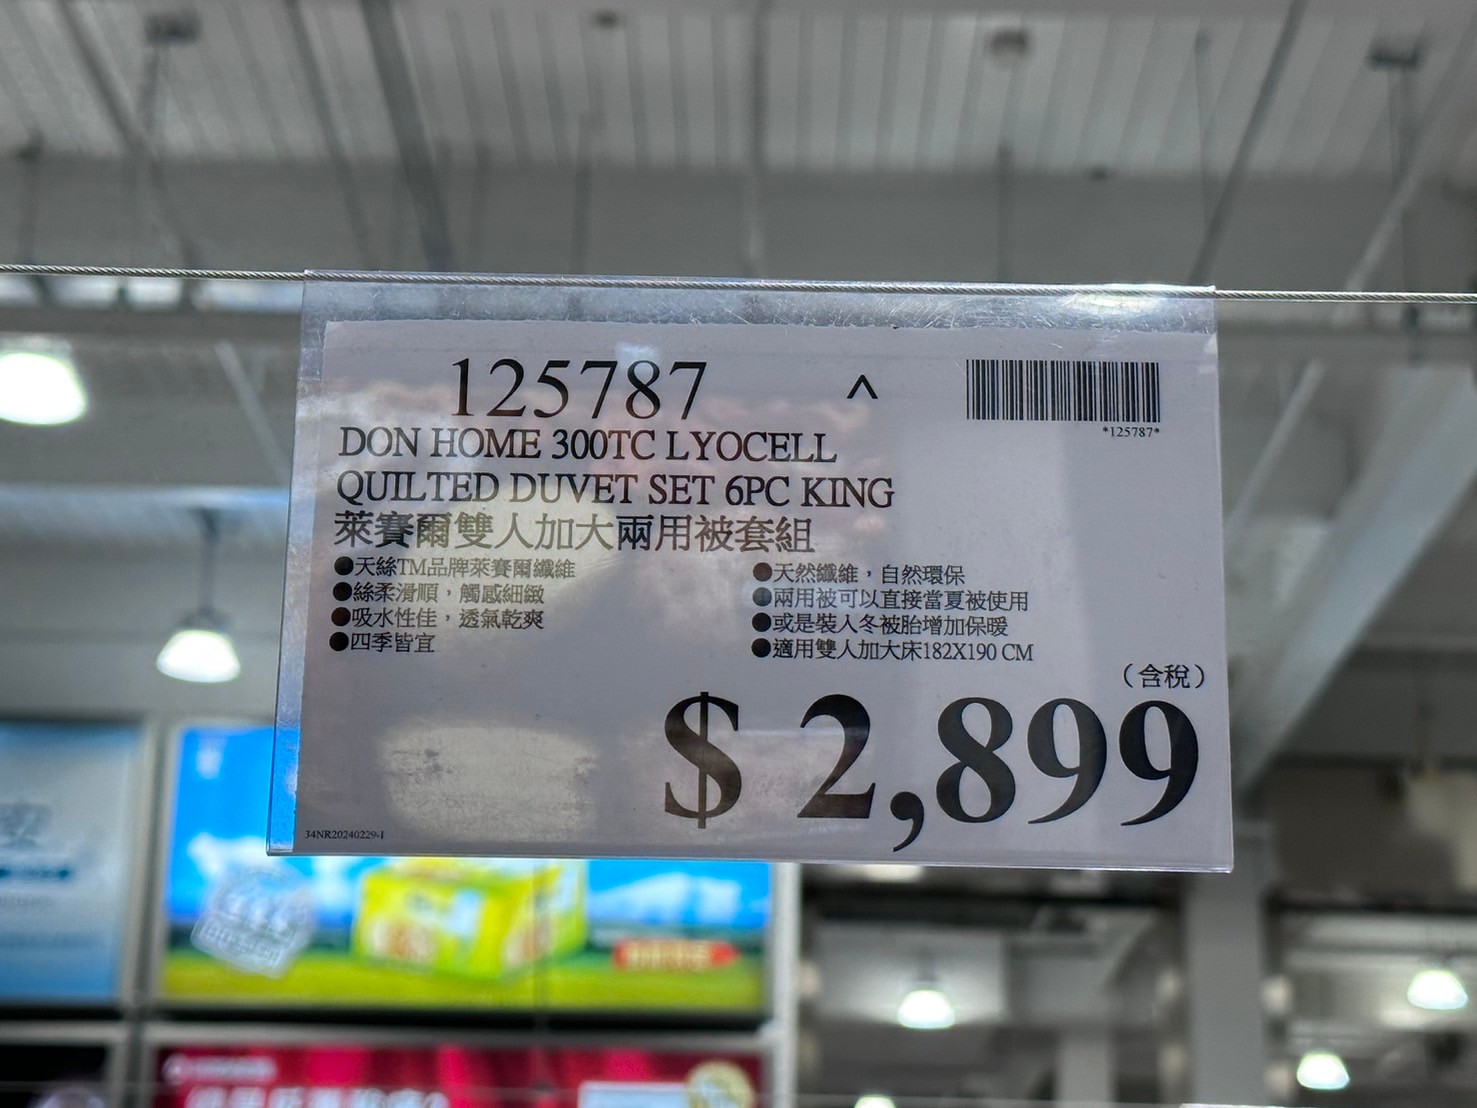 125787 ^
*125787*
DON HOME 300TC LYOCELL
QUILTED DUVET SET 6PC KING
萊賽爾雙人加大兩用被套組
●天絲TM品牌萊賽爾纖維
●絲柔滑順，觸感細緻
●吸水性佳，透氣乾爽
●四季皆宜
●天然纖維，自然環保
●兩用被可以直接當夏被使用
●或是裝入冬被胎增加保暖
●適用雙人加大床182X190 CM
（含稅）
$ 2,899
34NR20240229-1